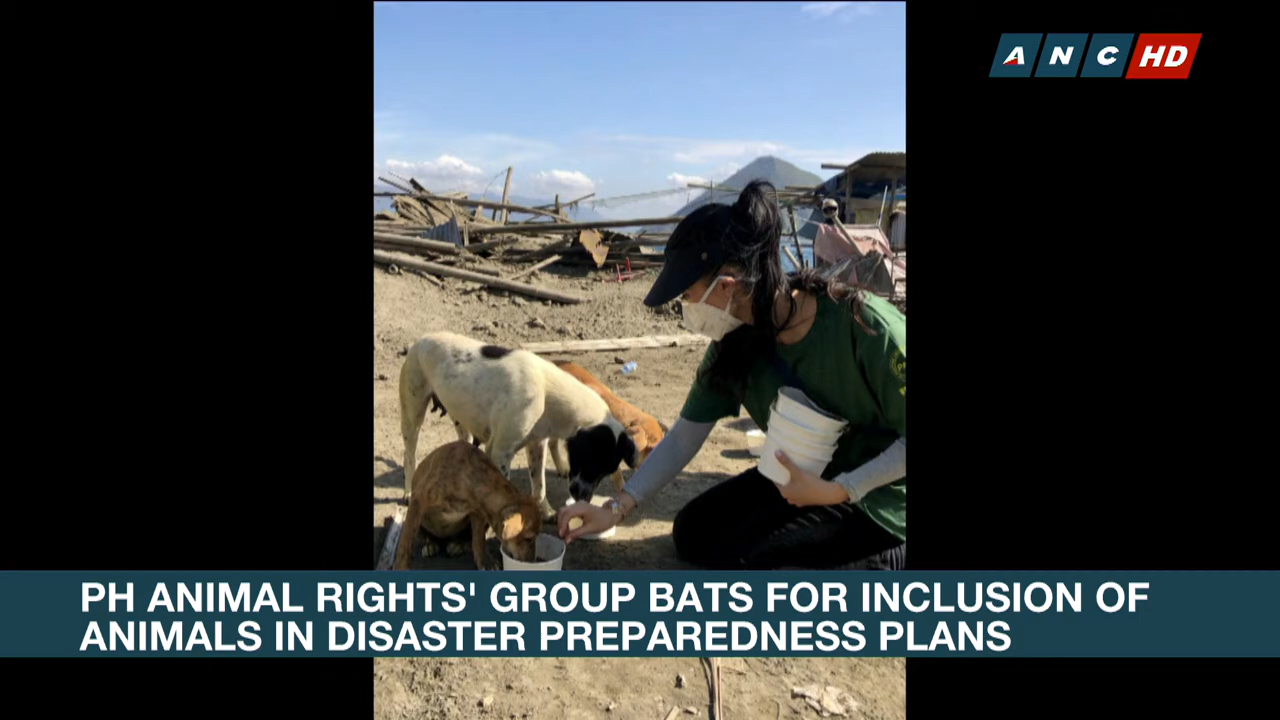 ANC HD
PH ANIMAL RIGHTS' GROUP BATS FOR INCLUSION OF
ANIMALS IN DISASTER PREPAREDNESS PLANS